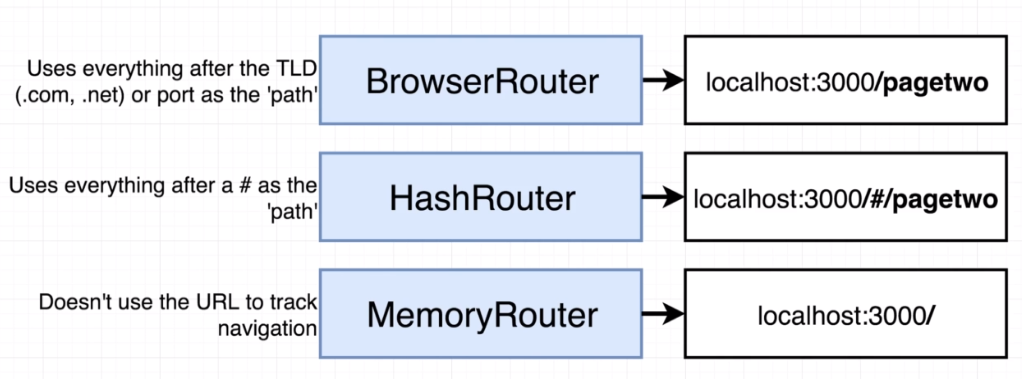 Uses everything after the TLD
(.com, .net) or port as the 'path'
BrowserRouter
localhost:3000/pagetwo
Uses everything after a # as the
'path'
HashRouter
localhost:3000/#/pagetwo
Doesn't use the URL to track
navigation
MemoryRouter
localhost:3000/